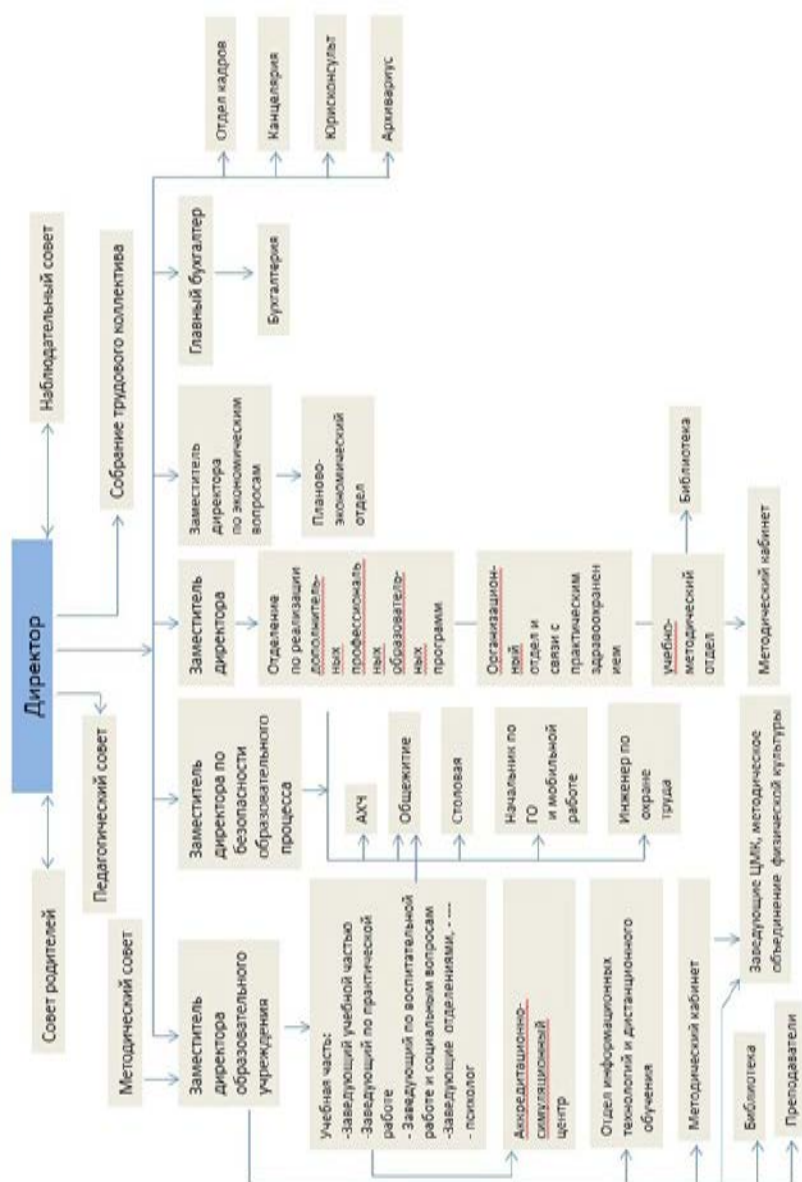 Директор
Совет родителей
Наблюдательный совет
Педагогический совет
Собрание трудового коллектива
Методический совет
Заместитель
директора
образовательного
учреждения
Заместитель
директора по
безопасности
образовательного
процесса
Заместитель
директора
Заместитель
директора
по экономическим
вопросам
Главный бухгалтер
Отдел кадров
Канцелярия
Юрисконсульт
Архивариус
Учебная часть:
-Заведующий учебной частью
-Заведующий по практической
работе
- Заведующий по воспитательной
работе и социальным вопросам
-Заведующие отделениями, - ---
- психолог
Аккредитационно-
симуляционный
центр
Отдел информационных
технологий и дистанционного
обучения
Методический кабинет
Библиотека
Преподаватели
Заведующие ЦМК, методическое
объединение физической культуры
АХЧ
Общежитие
Столовая
Начальник по
ГО
и мобильной
работе
Инженер по
охране
труда
Отделение
по реализации
дополнитель-
ных
профессиональ
ных
образователь-
ных
программ
Организацион-
ный
отдел и
связи с
практическим
здравоохранен
ием
учебно-
методический
отдел
Библиотека
Методический кабинет
Планово-
экономический
отдел
Бухгалтерия